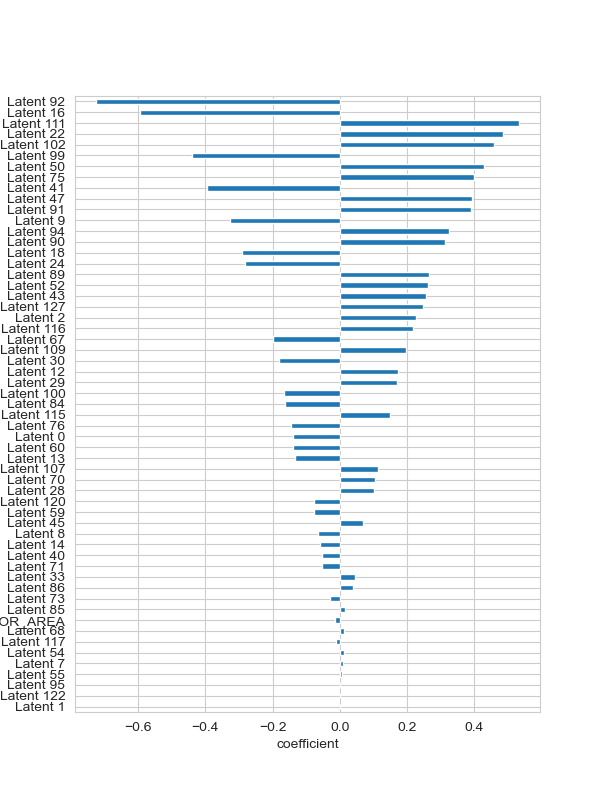 Latent 92
Latent 16
Latent 111
Latent 22
Latent 102
Latent 99
Latent 50
Latent 75
Latent 41
Latent 47
Latent 91
Latent 9
Latent 94
Latent 90
Latent 18
Latent 24
Latent 89
Latent 52
Latent 43
Latent 127
Latent 2
Latent 116
Latent 67
Latent 109
Latent 30
Latent 12
Latent 29
Latent 100
Latent 84
Latent 115
Latent 76
Latent 0
Latent 60
Latent 13
Latent 107
Latent 70
Latent 28
Latent 120
Latent 59
Latent 45
Latent 8
Latent 14
Latent 40
Latent 71
Latent 33
Latent 86
Latent 73
Latent 85
OR_AREA
Latent 68
Latent 117
Latent 54
Latent 7
Latent 55
Latent 95
Latent 122
Latent 1
−0.6 −0.4 −0.2 0.0 0.2 0.4
coefficient